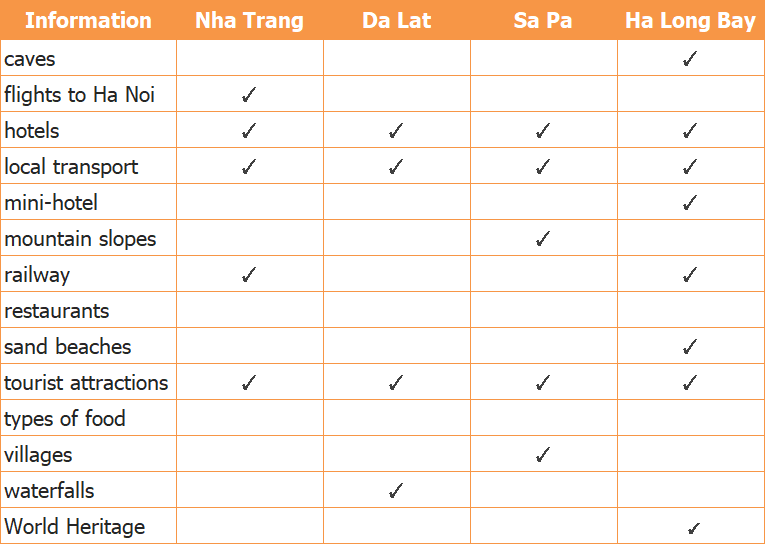 Information Nha Trang Da Lat Sa Pa Ha Long Bay
caves ✓
flights to Ha Noi ✓
hotels ✓ ✓ ✓ ✓
local transport ✓ ✓ ✓ ✓
mini-hotel ✓
mountain slopes ✓
railway ✓ ✓
restaurants
sand beaches ✓
tourist attractions ✓ ✓ ✓ ✓
types of food
villages ✓
waterfalls ✓
World Heritage ✓